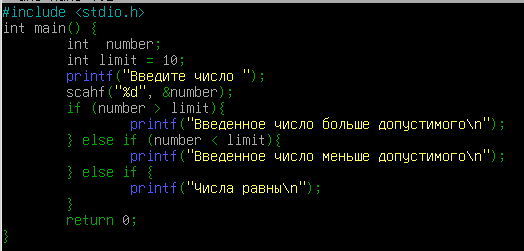 #include <stdio.h>
int main() {
int  number;
int limit = 10;
printf("Введите число ");
scahf("%d", &number);
if (number > limit){
printf("Введенное число больше допустимого\n");
} else if (number < limit){
printf("Введенное число меньше допустимого\n");
} else if {
printf("Числа равны\n");
}
return 0;
}